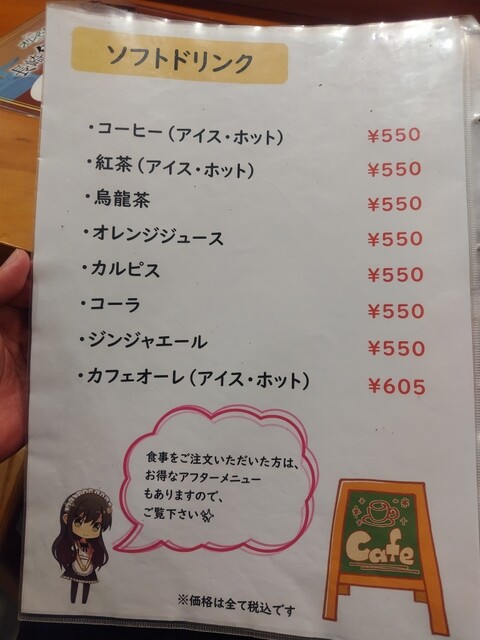 ソフトドリンク
・コーヒー（アイス・ホット） ¥550
・紅茶（アイス・ホット） ¥550
・烏龍茶 ¥550
・オレンジジュース ¥550
・カルピス ¥550
・コーラ ¥550
・ジンジャエール ¥550
・カフェオーレ（アイス・ホット） ¥605
食事をご注文いただいた方は、
お得なアフターメニュー
もありますので、
ご覧下さい
Cafe
※価格は全て税込です